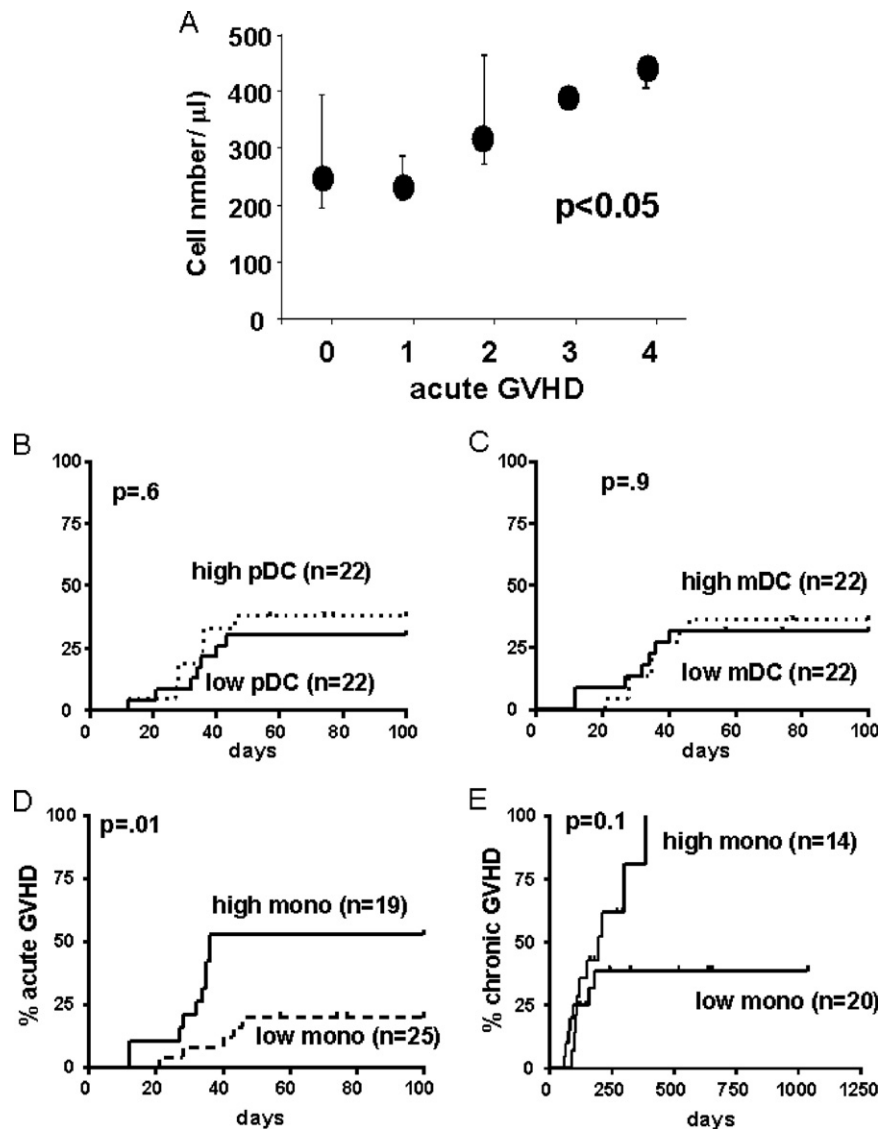 A
500
400
300
200
100
0
Cell nmber/ µl
p<0.05
0 1 2 3 4
acute GVHD
B
100
75
50
25
0
p=.6
high pDC (n=22)
low pDC (n=22)
0 20 40 60 80 100
days
C
100
75
50
25
0
p=.9
high mDC (n=22)
low mDC (n=22)
0 20 40 60 80 100
days
D
100
75
50
25
0
% acute GVHD
p=.01
high mono (n=19)
low mono (n=25)
0 20 40 60 80 100
days
E
100
75
50
25
0
% chronic GVHD
p=0.1
high mono (n=14)
low mono (n=20)
0 250 500 750 1000 1250
days